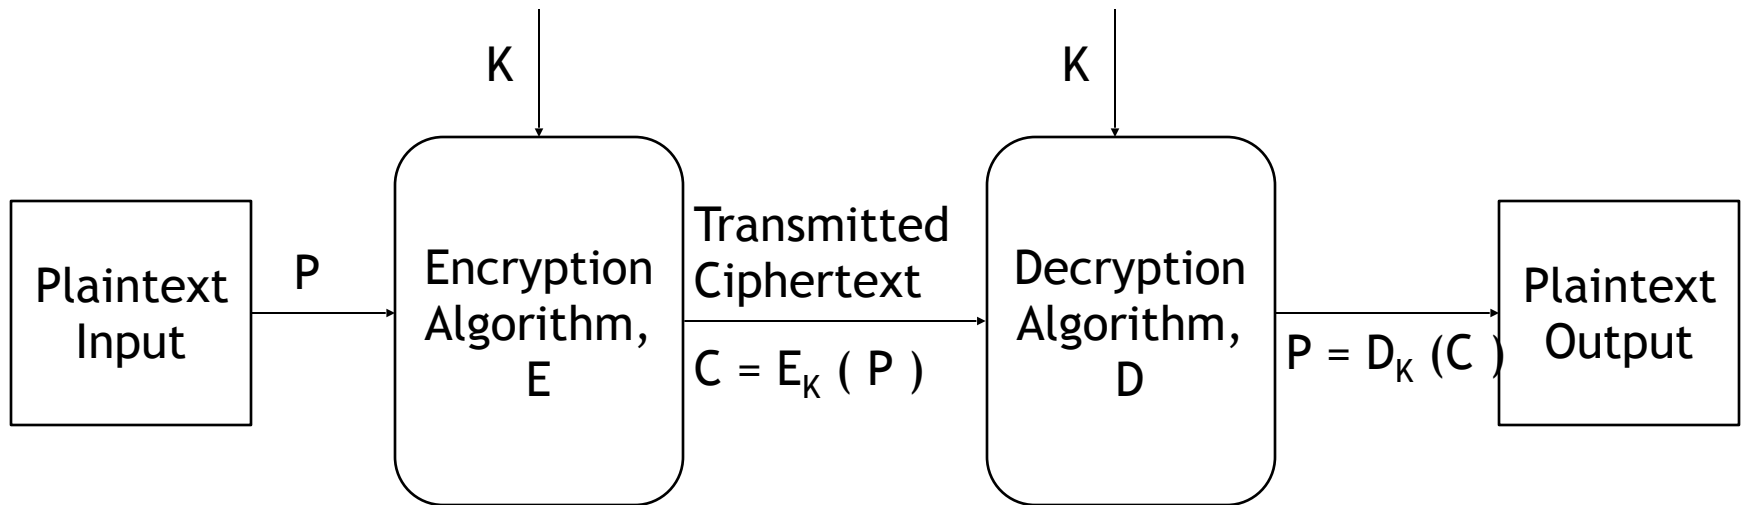 K
K
Plaintext
Input
P
Encryption
Algorithm,
E
Transmitted
Ciphertext
C = E_K ( P )
Decryption
Algorithm,
D
P = D_K (C )
Plaintext
Output